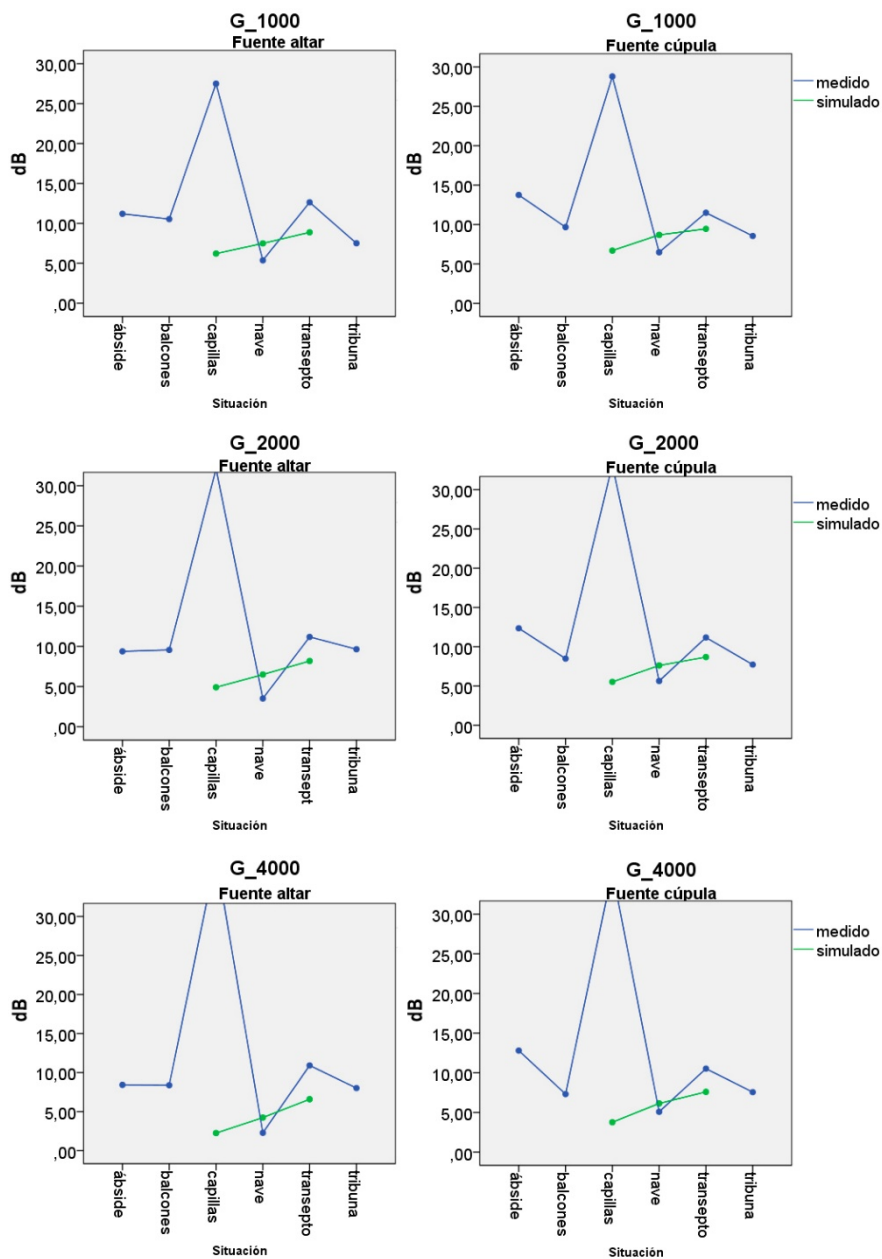 G_1000
Fuente altar
30,00
25,00
20,00
15,00
10,00
5,00
,00
dB
ábside
balcones
capillas
nave
transepto
tribuna
Situación
G_1000
Fuente cúpula
30,00
25,00
20,00
15,00
10,00
5,00
,00
dB
ábside
balcones
capillas
nave
transepto
tribuna
Situación
medido
simulado
G_2000
Fuente altar
30,00
25,00
20,00
15,00
10,00
5,00
,00
dB
ábside
balcones
capillas
nave
transept
tribuna
Situación
G_2000
Fuente cúpula
30,00
25,00
20,00
15,00
10,00
5,00
,00
dB
ábside
balcones
capillas
nave
transepto
tribuna
Situación
medido
simulado
G_4000
Fuente altar
30,00
25,00
20,00
15,00
10,00
5,00
,00
dB
ábside
balcones
capillas
nave
transepto
tribuna
Situación
G_4000
Fuente cúpula
30,00
25,00
20,00
15,00
10,00
5,00
,00
dB
ábside
balcones
capillas
nave
transepto
tribuna
Situación
medido
simulado